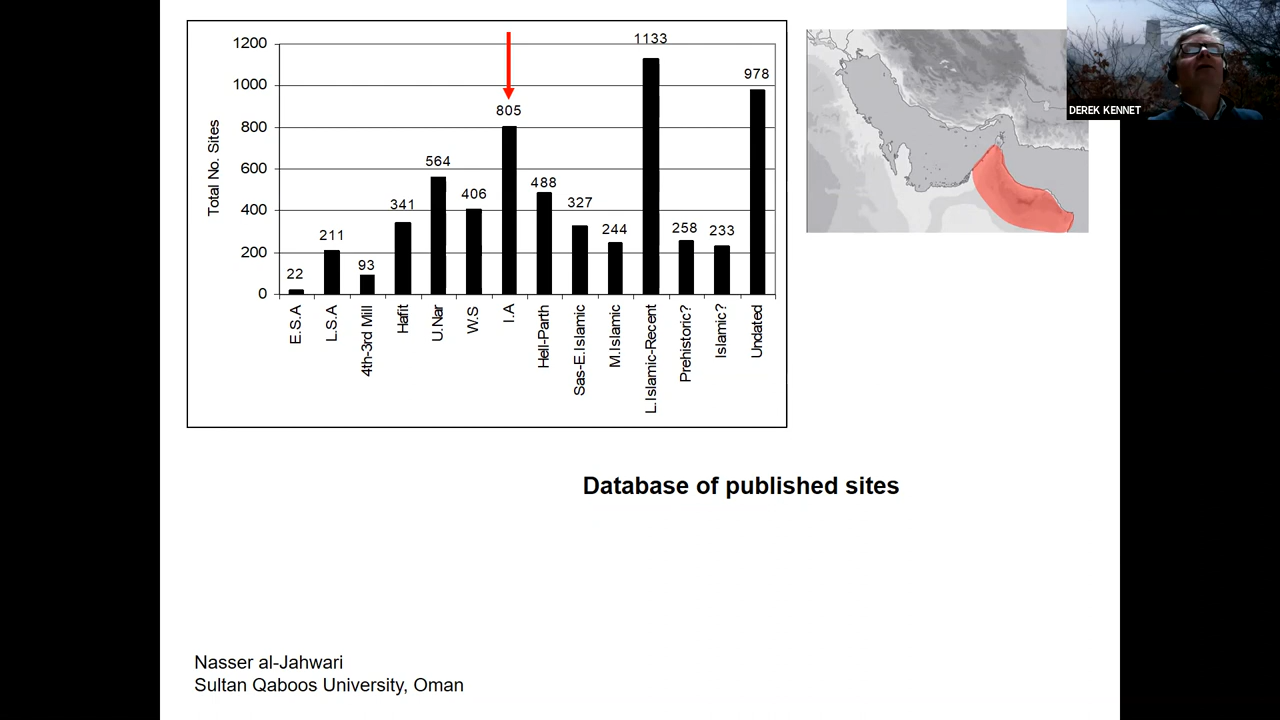 1200
1000
800
600
400
200
0
Total No. Sites
22
211
93
341
564
406
805
488
327
244
1133
258
233
978
E.S.A
L.S.A
4th-3rd Mill
Hafit
U.Nar
W.S
I.A
Hell-Parth
Sas-E.Islamic
M.Islamic
L.Islamic-Recent
Prehistoric?
Islamic?
Undated
DEREK KENNET
Database of published sites
Nasser al-Jahwari
Sultan Qaboos University, Oman